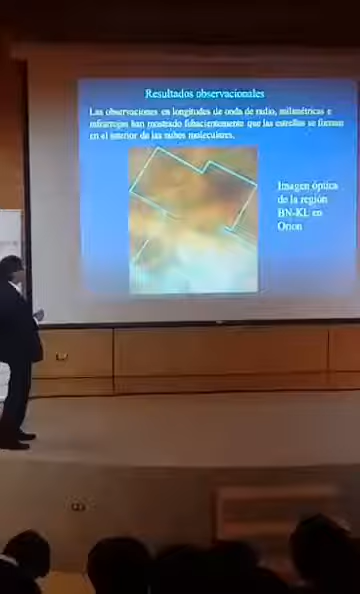 Resultados observacionales
Las observaciones en longitudes de onda de radio, milimétricas e
infrarrojas han mostrado fehacientemente que las estrellas se forman
en el interior de las nubes moleculares.
Imagen óptica
de la región
BN-KL en
Orion